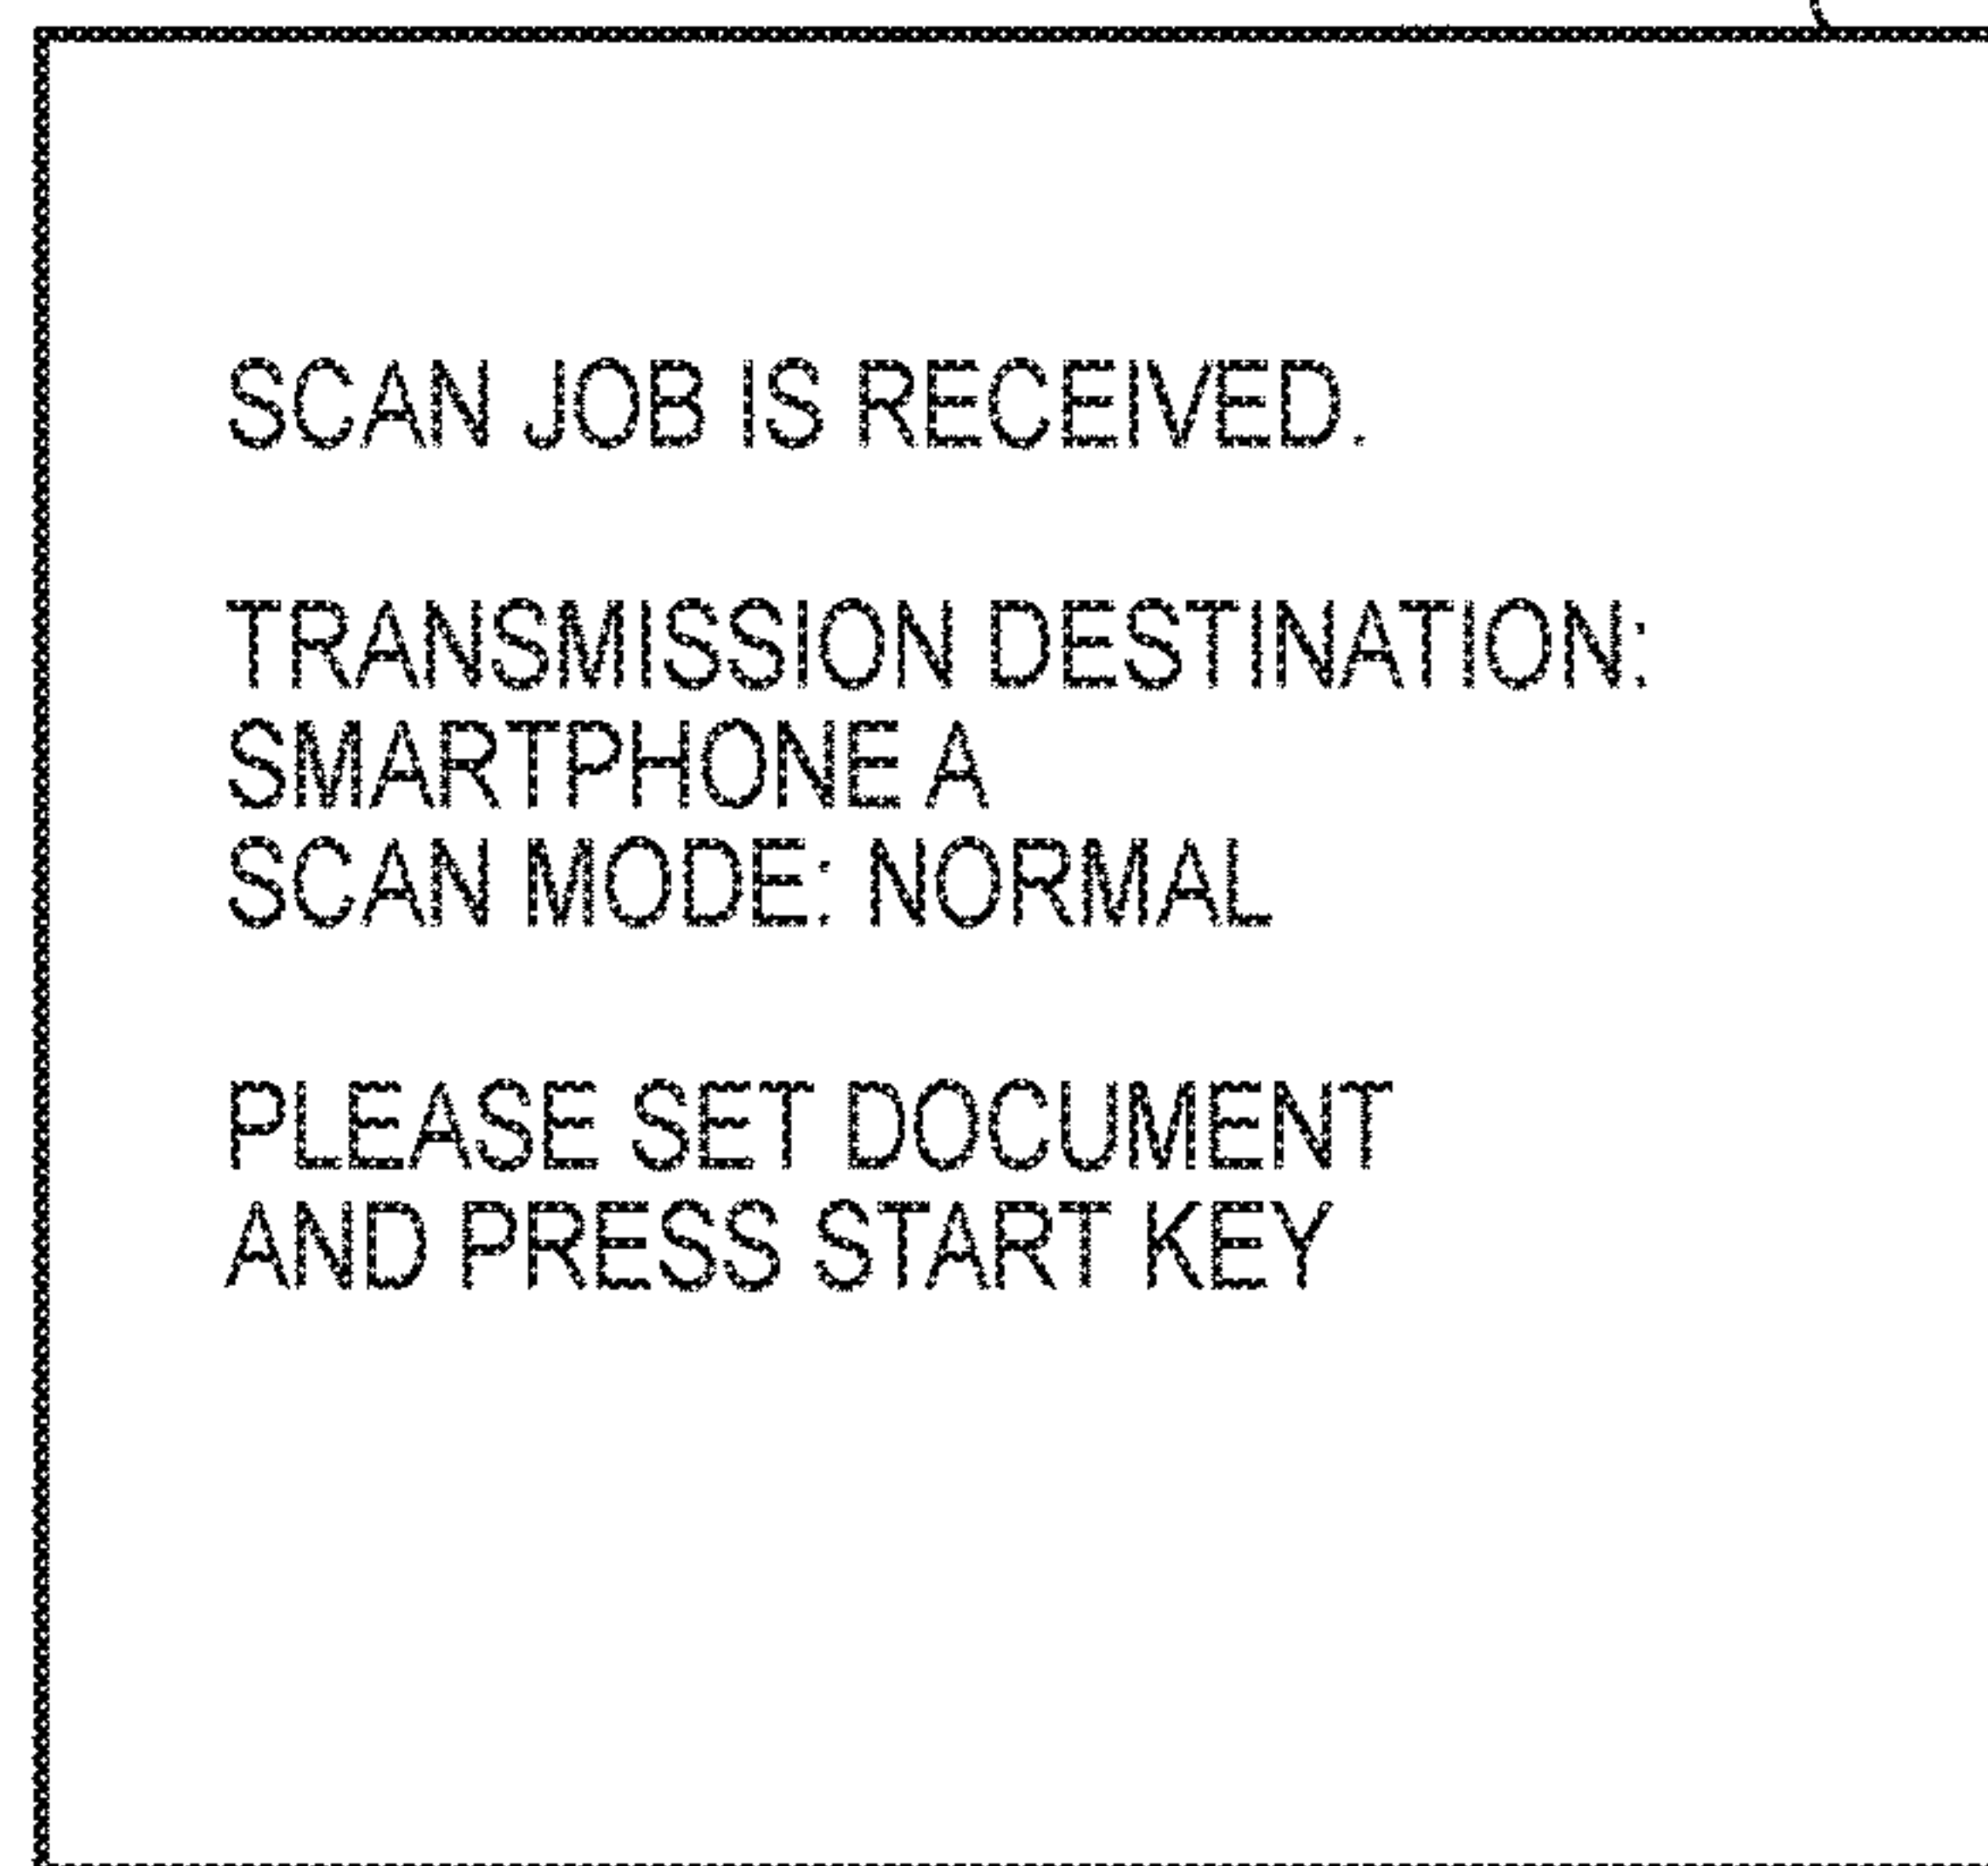 SCAN JOB IS RECEIVED.
TRANSMISSION DESTINATION:
SMARTPHONE A
SCAN MODE: NORMAL
PLEASE SET DOCUMENT
AND PRESS START KEY